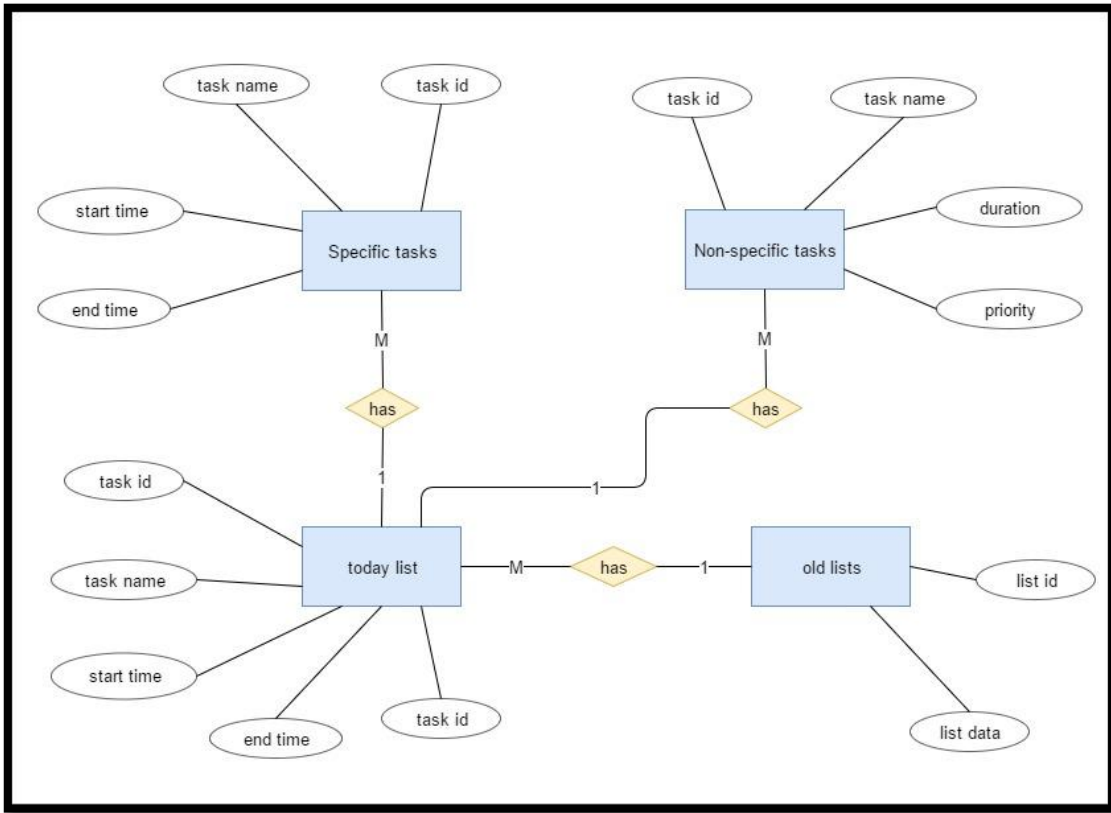 task name
task id
task id
task name
start time
duration
Specific tasks
Non-specific tasks
end time
priority
M
M
has
has
1
1
task id
task name
today list
M
has
1
old lists
list id
start time
end time
task id
list data